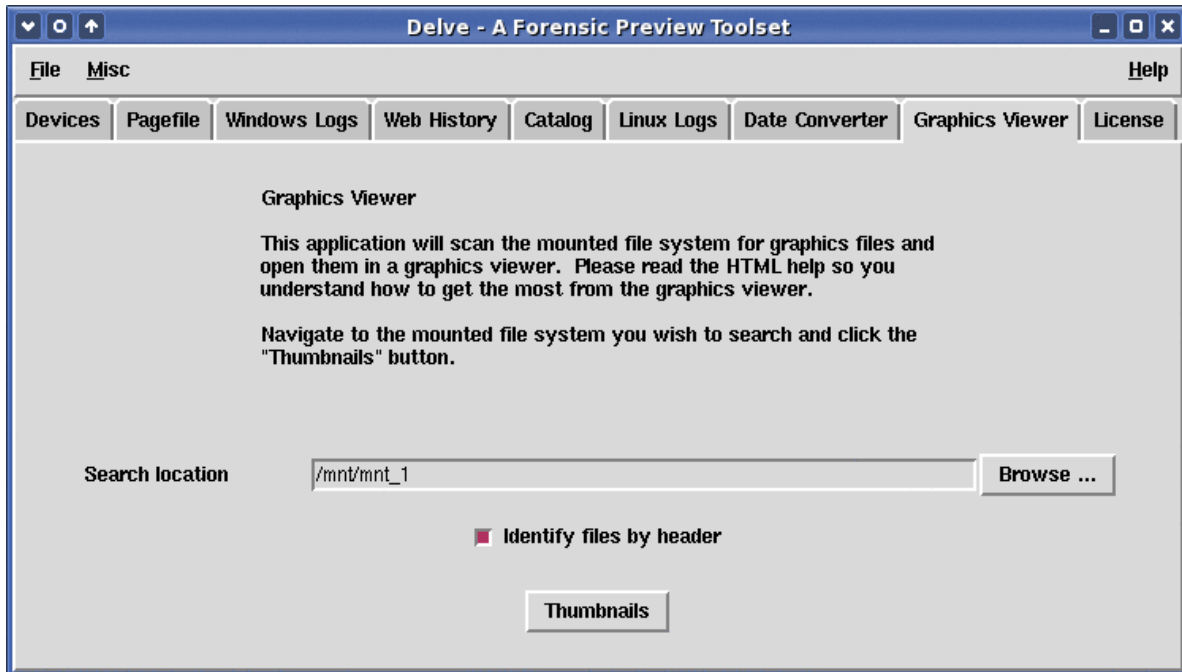 Delve - A Forensic Preview Toolset
File Misc Help
Devices Pagefile Windows Logs Web History Catalog Linux Logs Date Converter Graphics Viewer License
Graphics Viewer
This application will scan the mounted file system for graphics files and
open them in a graphics viewer.  Please read the HTML help so you
understand how to get the most from the graphics viewer.
Navigate to the mounted file system you wish to search and click the
"Thumbnails" button.
Search location /mnt/mnt_1 Browse ...
Identify files by header
Thumbnails